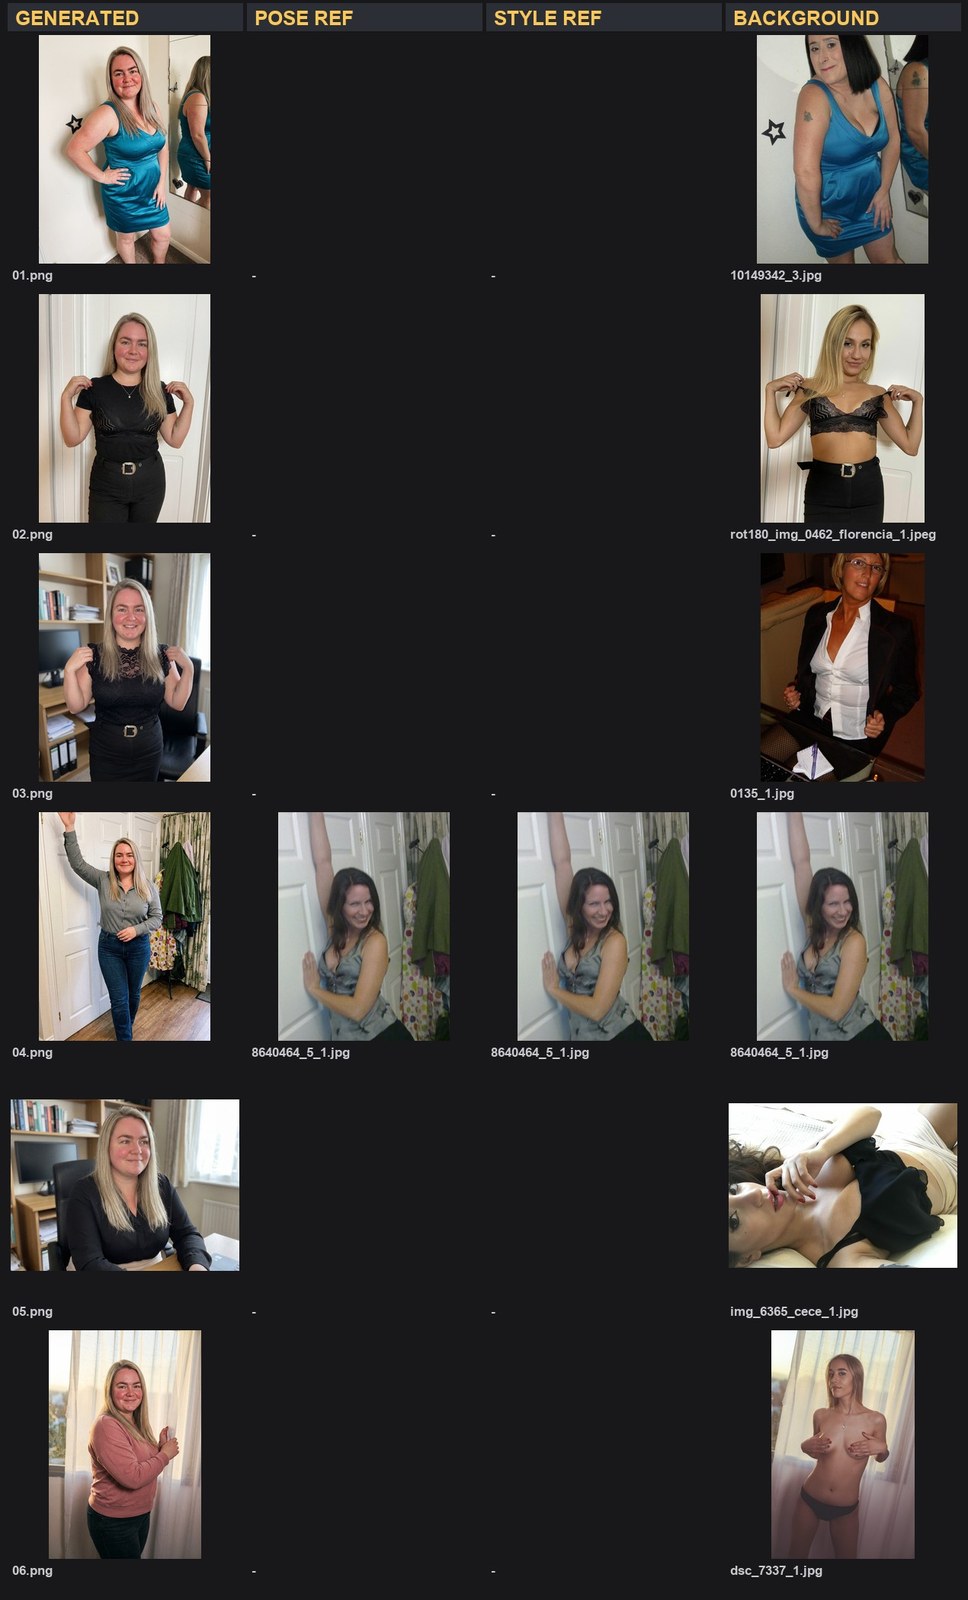 GENERATED POSE REF STYLE REF BACKGROUND
01.png - - 10149342_3.jpg
02.png - - rot180_img_0462_florencia_1.jpeg
03.png - - 0135_1.jpg
04.png 8640464_5_1.jpg 8640464_5_1.jpg 8640464_5_1.jpg
05.png - - img_6365_cece_1.jpg
06.png - - dsc_7337_1.jpg